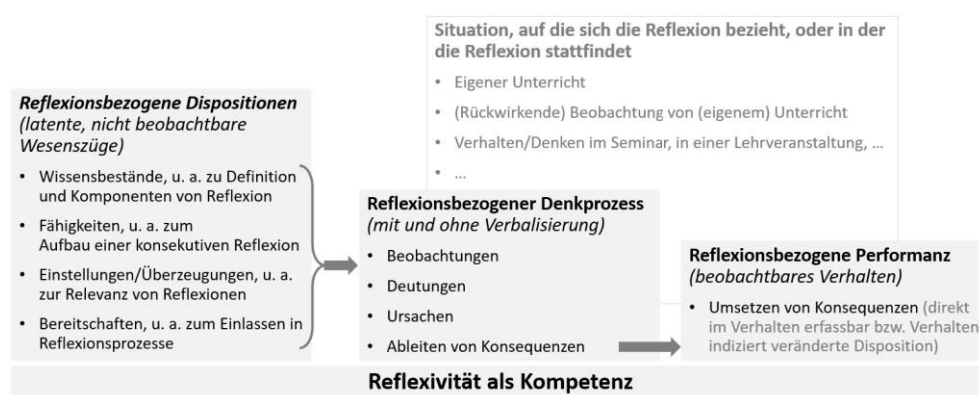 Situation, auf die sich die Reflexion bezieht, oder in der
die Reflexion stattfindet
• Eigener Unterricht
• (Rückwirkende) Beobachtung von (eigenem) Unterricht
• Verhalten/Denken im Seminar, in einer Lehrveranstaltung, ...
• ...
Reflexionsbezogene Dispositionen
(latente, nicht beobachtbare
Wesenszüge)
• Wissensbestände, u. a. zu Definition
und Komponenten von Reflexion
• Fähigkeiten, u. a. zum
Aufbau einer konsekutiven Reflexion
• Einstellungen/Überzeugungen, u. a.
zur Relevanz von Reflexionen
• Bereitschaften, u. a. zum Einlassen in
Reflexionsprozesse
Reflexionsbezogener Denkprozess
(mit und ohne Verbalisierung)
• Beobachtungen
• Deutungen
• Ursachen
• Ableiten von Konsequenzen
Reflexionsbezogene Performanz
(beobachtbares Verhalten)
• Umsetzen von Konsequenzen (direkt
im Verhalten erfassbar bzw. Verhalten
indiziert veränderte Disposition)
Reflexivität als Kompetenz